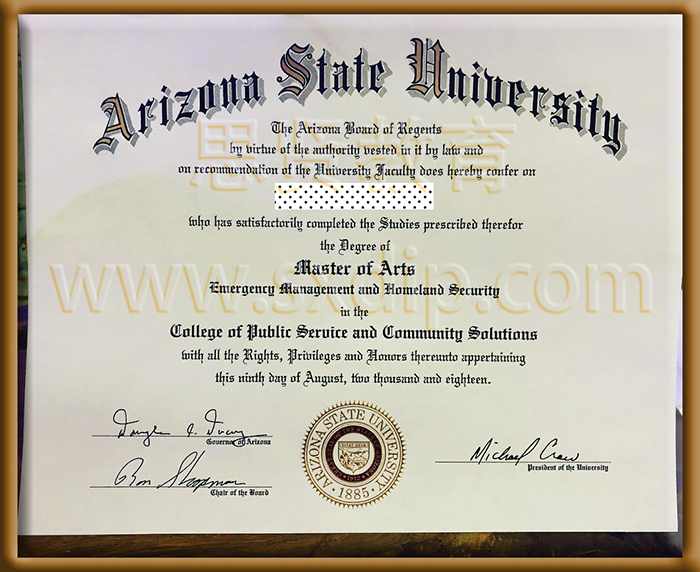 Arizona State University
The Arizona Board of Regents
by virtue of the authority vested in it by law and
on recommendation of the University Faculty does hereby confer on
who has satisfactorily completed the Studies prescribed therefor
the Degree of
Master of Arts
Emergency Management and Homeland Security
in the
College of Public Service and Community Solutions
with all the Rights, Privileges and Honors thereunto appertaining
this ninth day of August, two thousand and eighteen.
Governor of Arizona
Chair of the Board
ARIZONA STATE UNIVERSITY
1885
1912
Michael Crow
President of the University
www.sxdip.com